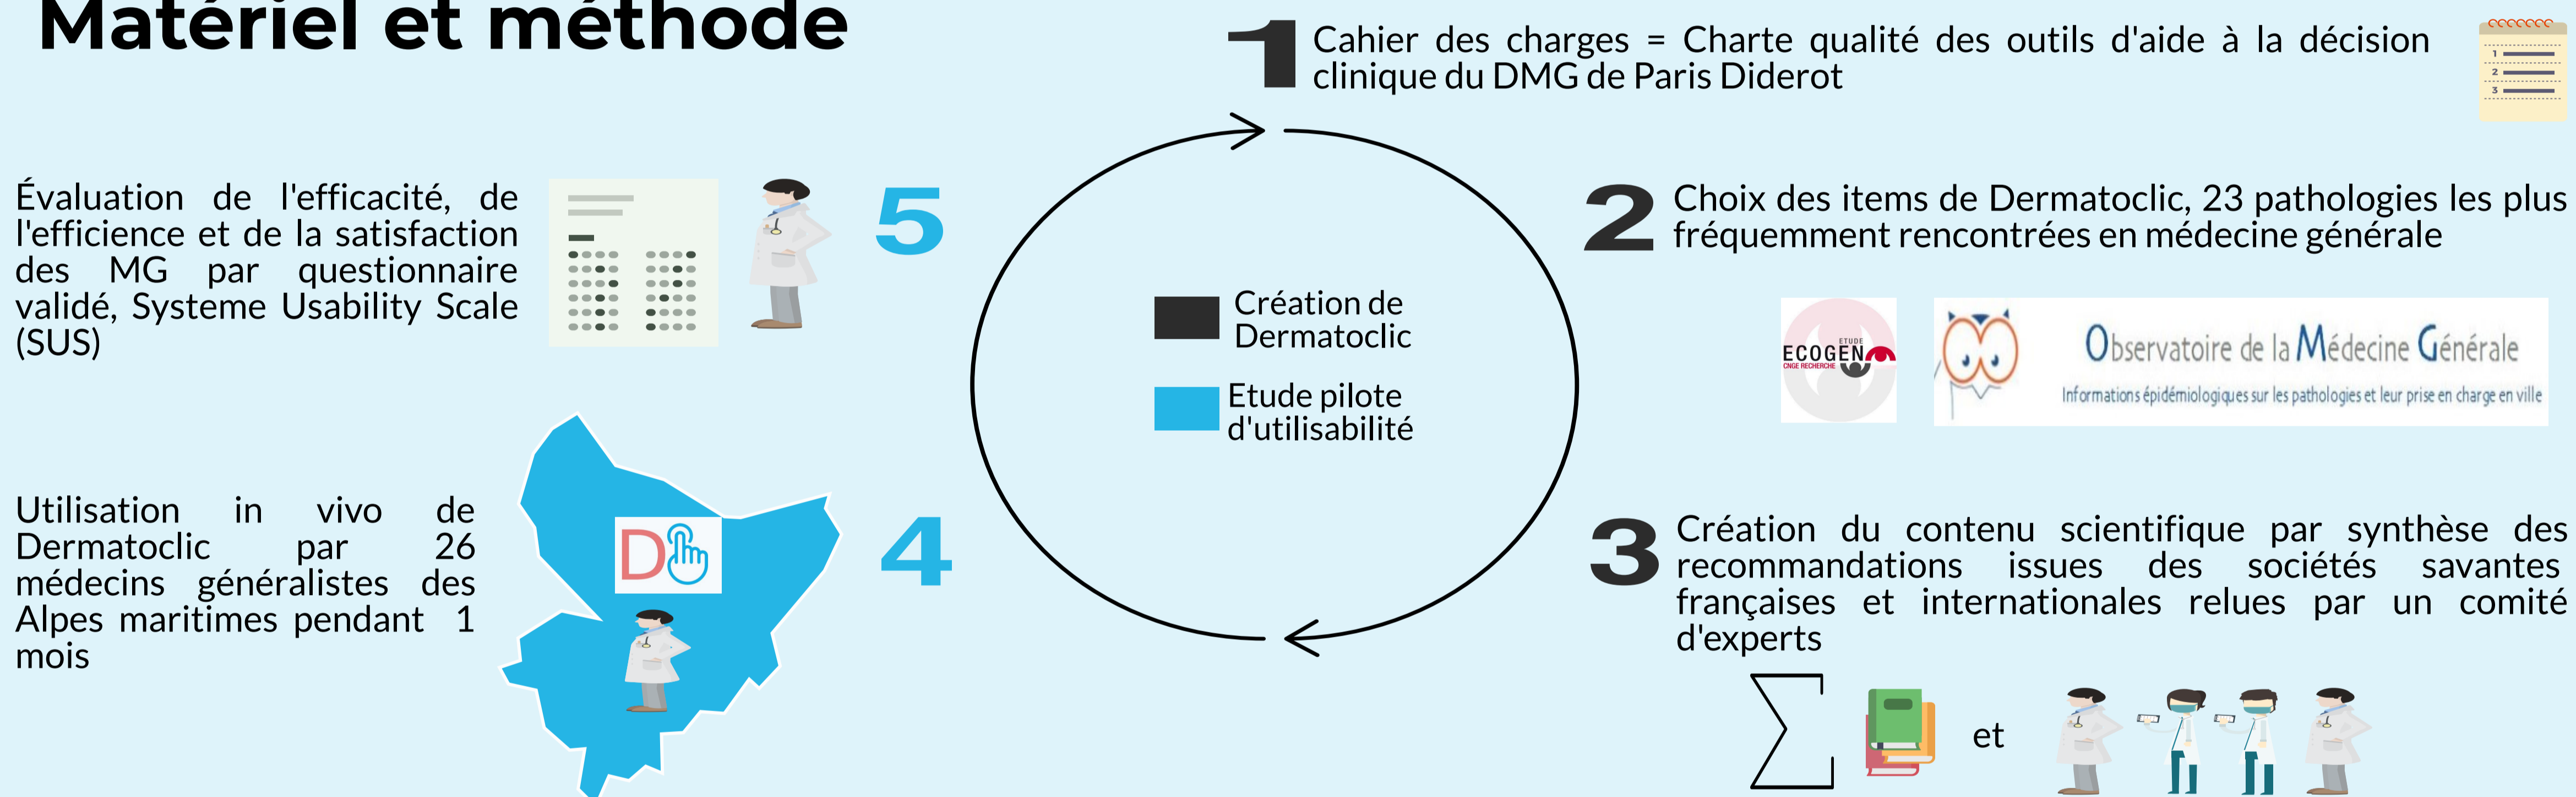 Matériel et méthode
1
Cahier des charges = Charte qualité des outils d'aide à la décision
clinique du DMG de Paris Diderot
1
2
3
2
Choix des items de Dermatoclic, 23 pathologies les plus
fréquemment rencontrées en médecine générale
ETUDE
ECOGEN
CNGE RECHERCHE
Observatoire de la Médecine Générale
Informations épidémiologiques sur les pathologies et leur prise en charge en ville
3
Création du contenu scientifique par synthèse des
recommandations issues des sociétés savantes
françaises et internationales relues par un comité
d'experts
Σ
et
4
Utilisation in vivo de
Dermatoclic par 26
médecins généralistes des
Alpes maritimes pendant 1
mois
D
5
Évaluation de l'efficacité, de
l'efficience et de la satisfaction
des MG par questionnaire
validé, Systeme Usability Scale
(SUS)
Création de
Dermatoclic
Etude pilote
d'utilisabilité